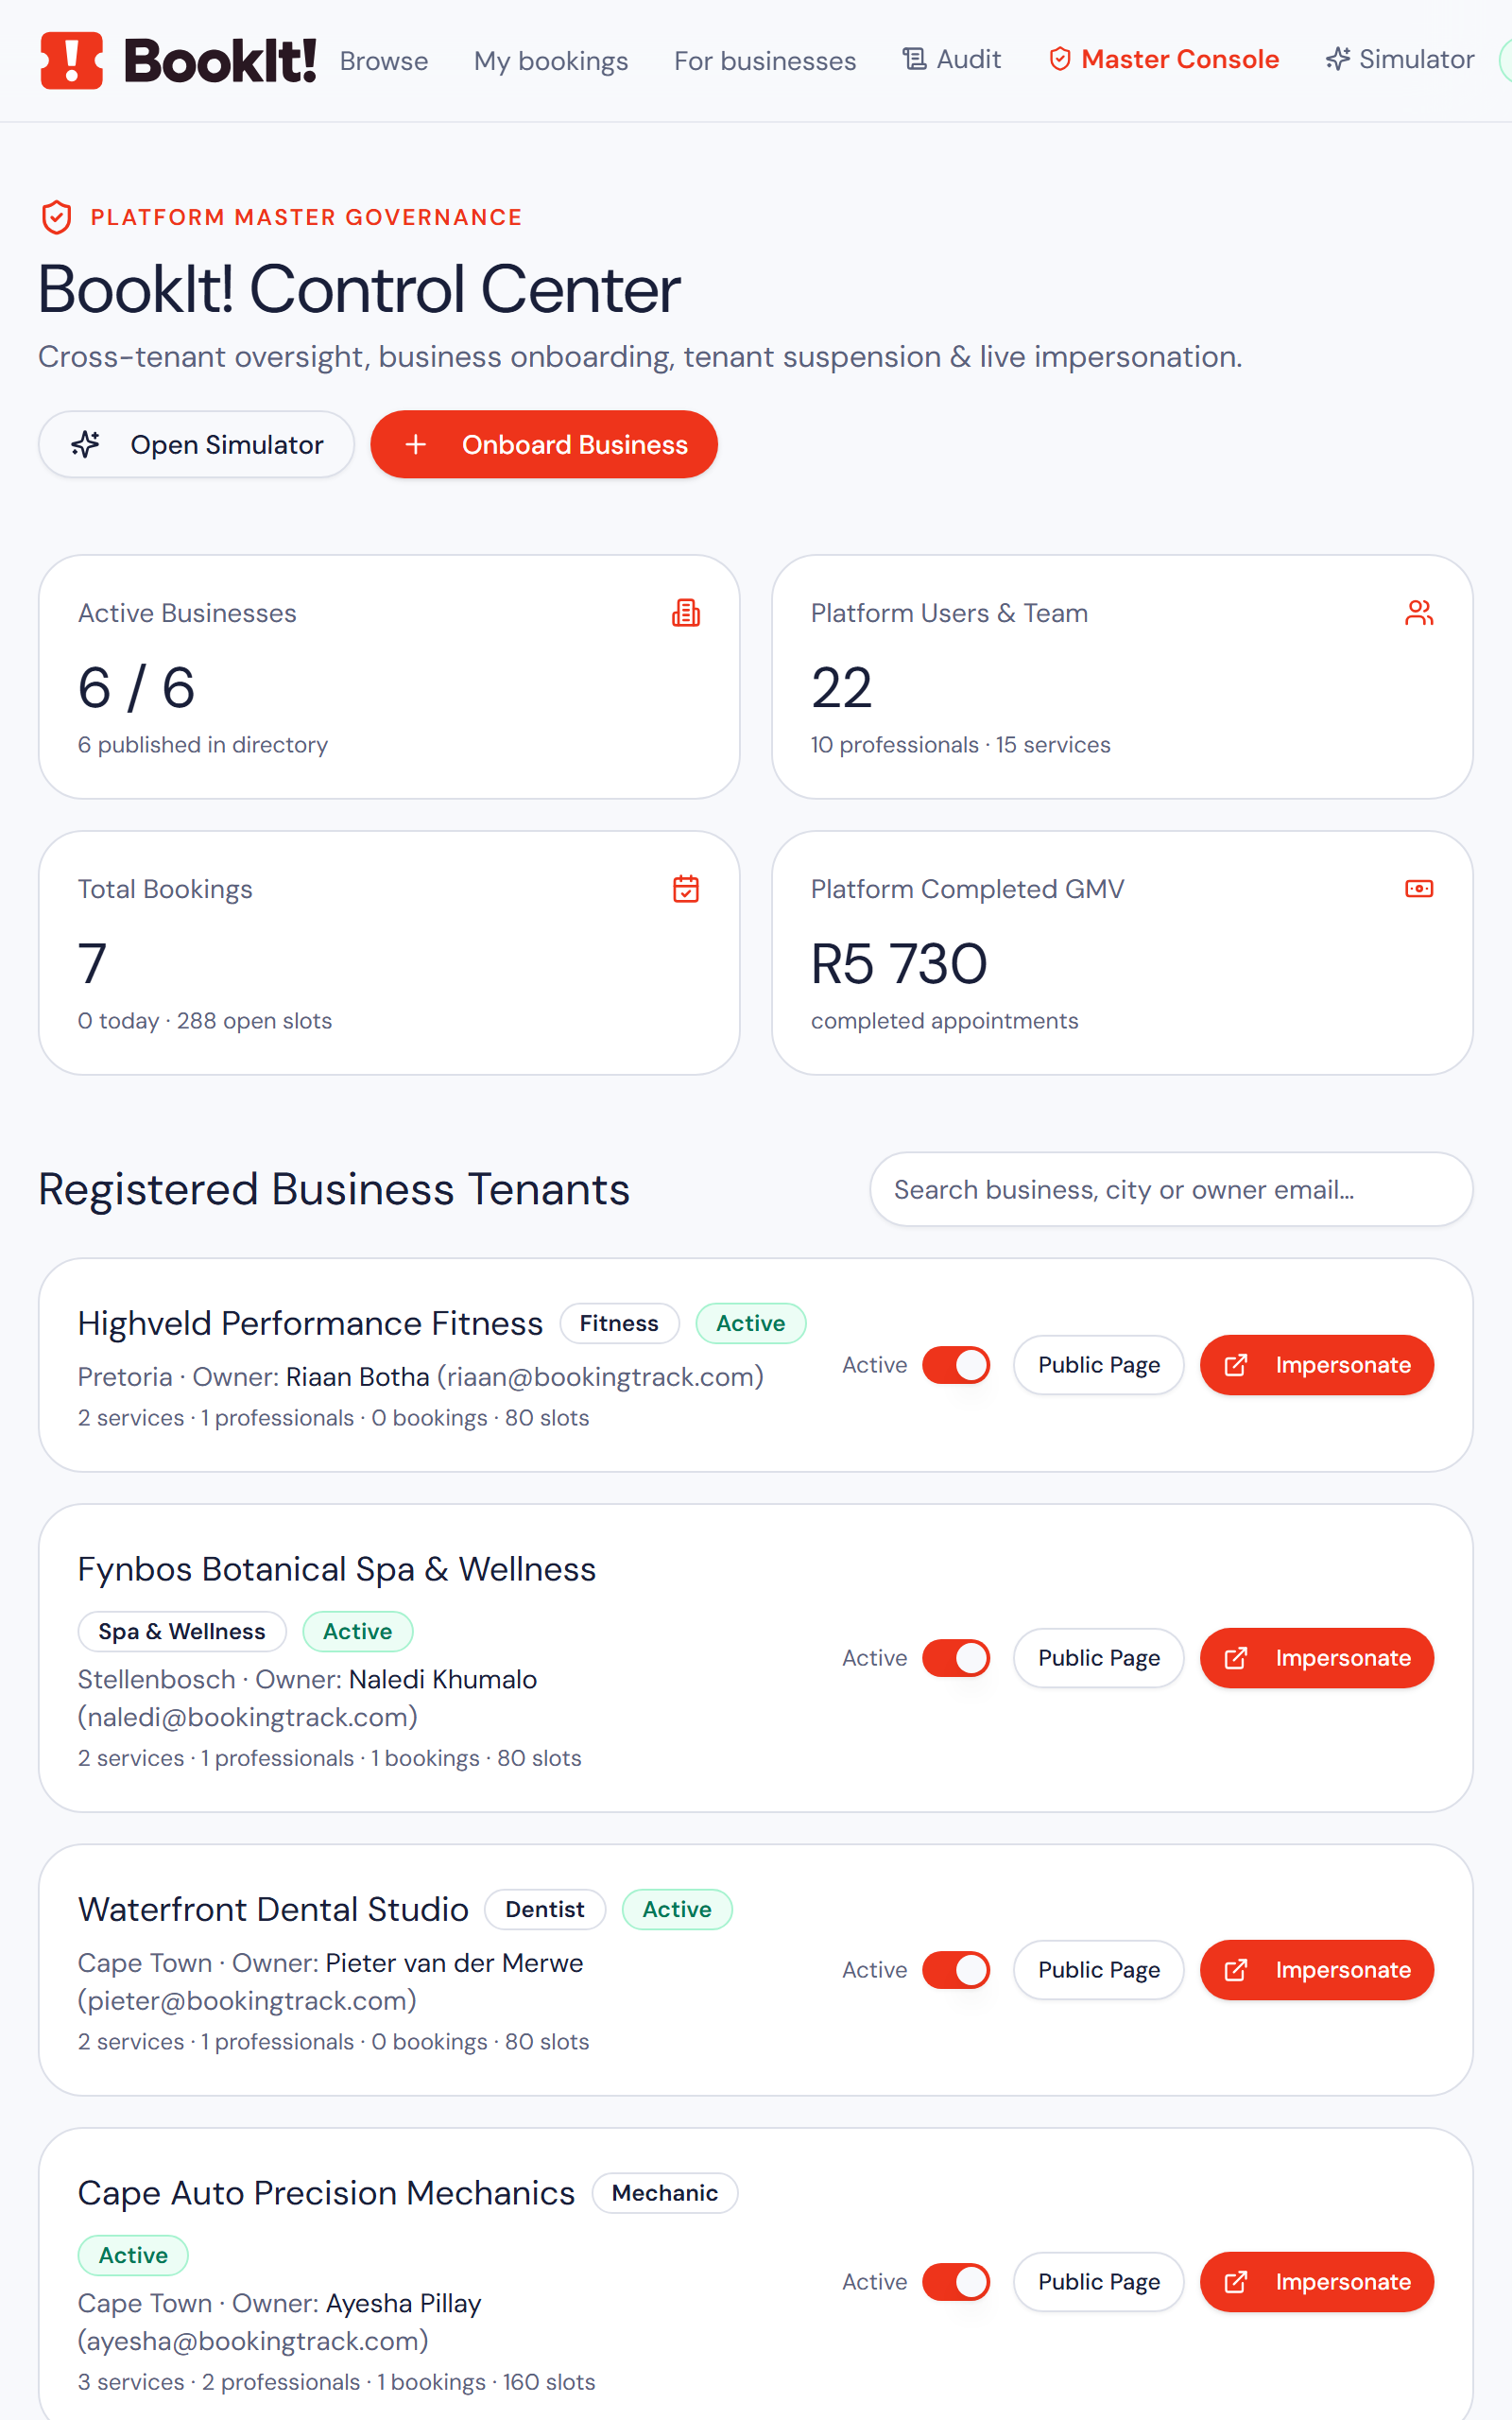 BookIt! Browse My bookings For businesses Audit Master Console Simulator
PLATFORM MASTER GOVERNANCE
BookIt! Control Center
Cross-tenant oversight, business onboarding, tenant suspension & live impersonation.
Open Simulator Onboard Business
Active Businesses
6 / 6
6 published in directory
Platform Users & Team
22
10 professionals · 15 services
Total Bookings
7
0 today · 288 open slots
Platform Completed GMV
R5 730
completed appointments
Registered Business Tenants
Search business, city or owner email...
Highveld Performance Fitness Fitness Active
Pretoria · Owner: Riaan Botha (riaan@bookingtrack.com)
2 services · 1 professionals · 0 bookings · 80 slots
Active Public Page Impersonate
Fynbos Botanical Spa & Wellness
Spa & Wellness Active
Stellenbosch · Owner: Naledi Khumalo
(naledi@bookingtrack.com)
2 services · 1 professionals · 1 bookings · 80 slots
Active Public Page Impersonate
Waterfront Dental Studio Dentist Active
Cape Town · Owner: Pieter van der Merwe
(pieter@bookingtrack.com)
2 services · 1 professionals · 0 bookings · 80 slots
Active Public Page Impersonate
Cape Auto Precision Mechanics Mechanic
Active
Cape Town · Owner: Ayesha Pillay
(ayesha@bookingtrack.com)
3 services · 2 professionals · 1 bookings · 160 slots
Active Public Page Impersonate